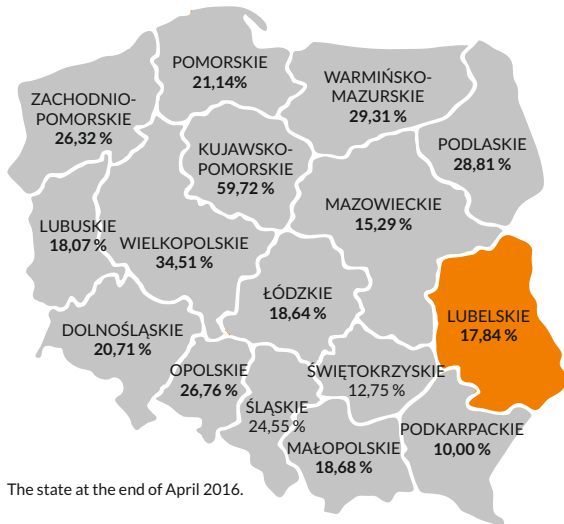 POMORSKIE
21,14%
WARMIŃSKO-
MAZURSKIE
29,31 %
ZACHODNIO-
POMORSKIE
26,32 %
KUJAWSKO-
POMORSKIE
59,72 %
PODLASKIE
28,81 %
MAZOWIECKIE
15,29 %
LUBUSKIE
18,07 %
WIELKOPOLSKIE
34,51 %
ŁÓDZKIE
18,64 %
LUBELSKIE
17,84 %
DOLNOŚLĄSKIE
20,71 %
OPOLSKIE
26,76 %
ŚWIĘTOKRZYSKIE
12,75 %
ŚLĄSKIE
24,55 %
MAŁOPOLSKIE
18,68 %
PODKARPACKIE
10,00 %
The state at the end of April 2016.